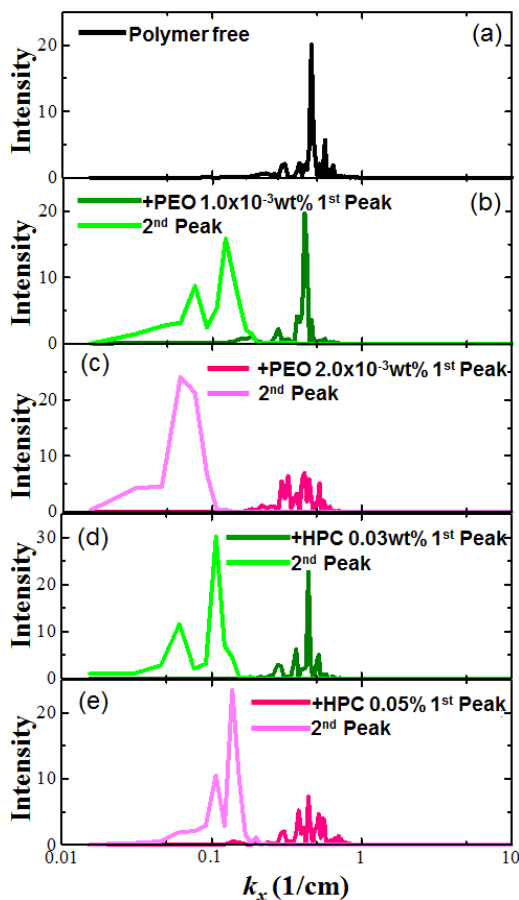 Polymer free (a)
Intensity
20
10
0
+PEO 1.0x10⁻³wt% 1ˢᵗ Peak (b)
2ⁿᵈ Peak
Intensity
20
10
0
(c) +PEO 2.0x10⁻³wt% 1ˢᵗ Peak
2ⁿᵈ Peak
Intensity
20
10
0
(d) +HPC 0.03wt% 1ˢᵗ Peak
2ⁿᵈ Peak
Intensity
30
20
10
0
(e) +HPC 0.05% 1ˢᵗ Peak
2ⁿᵈ Peak
Intensity
20
10
0
0.01 0.1 1 10
kₓ (1/cm)